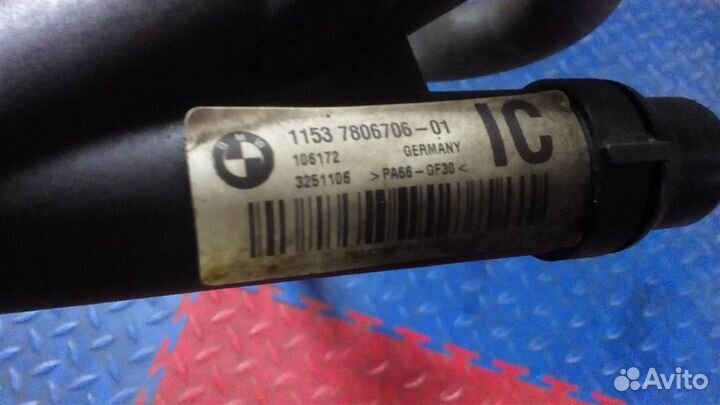 BMW
1153 7806706-01
IC
106172 GERMANY
3251106 >PA66-GF30<
Avito